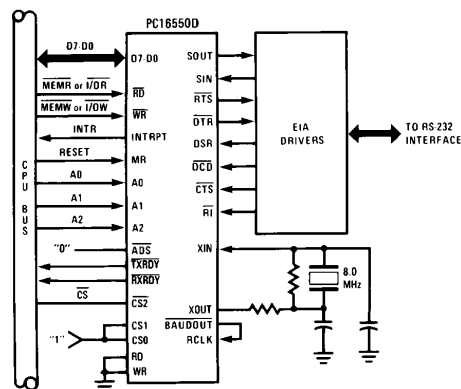 PC16550D
D7-D0
D7-D0
MEMR or I/OR
RD
MEMW or I/OW
WR
INTR
INTRPT
RESET
MR
A0
A0
A1
A1
A2
A2
"0"
ADS
TXRDY
RXRDY
CS
CS2
"1"
CS1
CS0
RD
WR
CPU BUS
SOUT
SIN
RTS
DTR
DSR
DCD
CTS
RI
XIN
XOUT
BAUDOUT
RCLK
EIA
DRIVERS
TO RS-232
INTERFACE
8.0
MHz